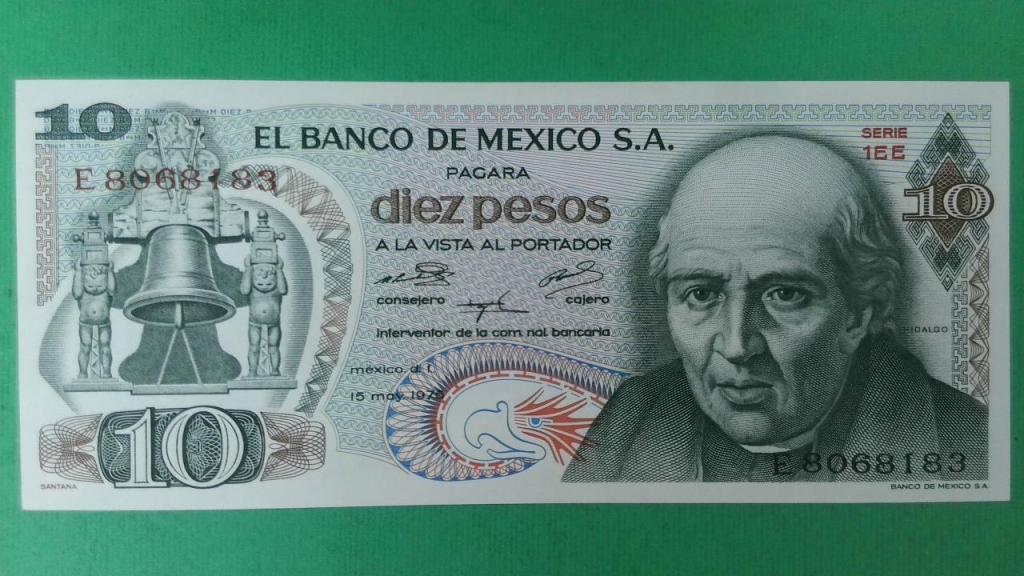 10
EL BANCO DE MEXICO S.A.
SERIE
1EE
E 8068183
PAGARA
diez pesos
10
A LA VISTA AL PORTADOR
consejero cajero
interventor de la com. nal. bancaria
HIDALGO
mexico, d. f.
15 may. 1975
10
E 8068183
SANTANA
BANCO DE MEXICO S.A.